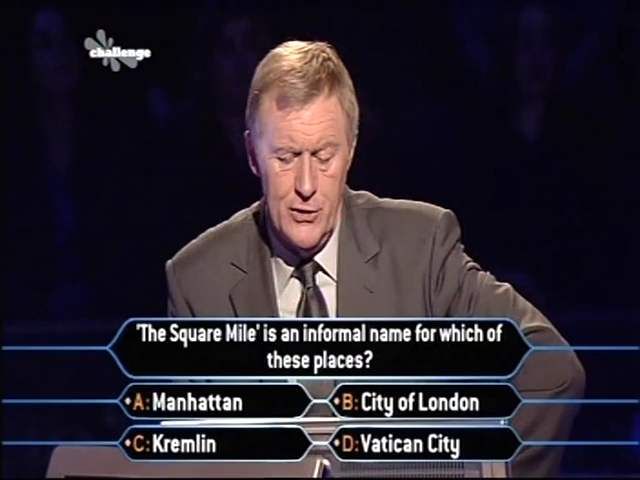 challenge
'The Square Mile' is an informal name for which of
these places?
A: Manhattan
B: City of London
C: Kremlin
D: Vatican City